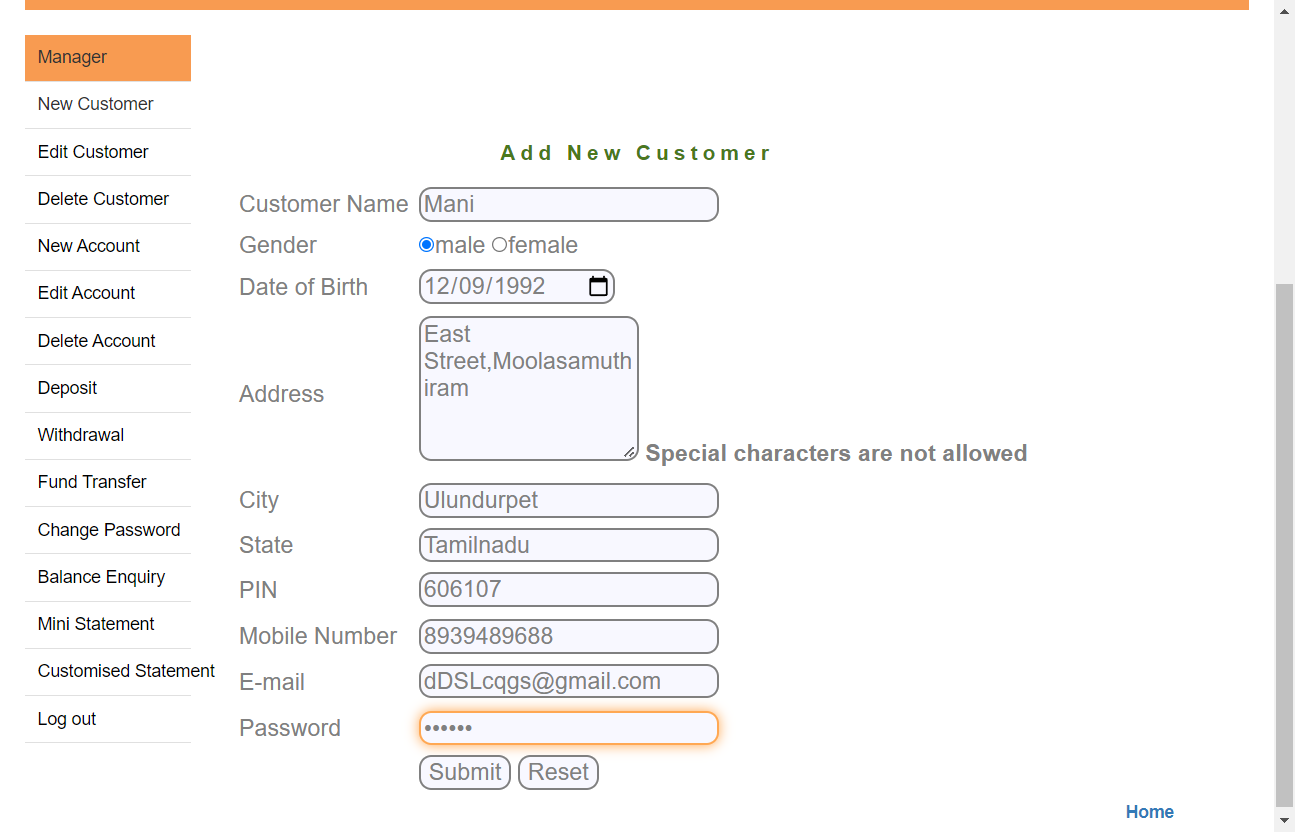 Manager
New Customer
Edit Customer
Delete Customer
New Account
Edit Account
Delete Account
Deposit
Withdrawal
Fund Transfer
Change Password
Balance Enquiry
Mini Statement
Customised Statement
Log out
Add New Customer
Customer Name Mani
Gender male female
Date of Birth 12/09/1992
Address
East
Street,Moolasamuth
iram
Special characters are not allowed
City Ulundurpet
State Tamilnadu
PIN 606107
Mobile Number 8939489688
E-mail dDSLcqgs@gmail.com
Password ••••••
Submit Reset
Home